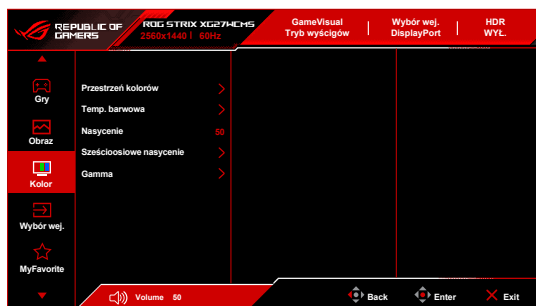 REPUBLIC OF
GAMERS
ROG STRIX XG27WCMS
2560x1440 | 60Hz
GameVisual
Tryb wyścigów
Wybór wej.
DisplayPort
HDR
WYŁ.
Gry
Obraz
Kolor
Wybór wej.
MyFavorite
Przestrzeń kolorów
Temp. barwowa
Nasycenie 50
Sześcioosiowe nasycenie
Gamma
Volume 50
Back
Enter
Exit